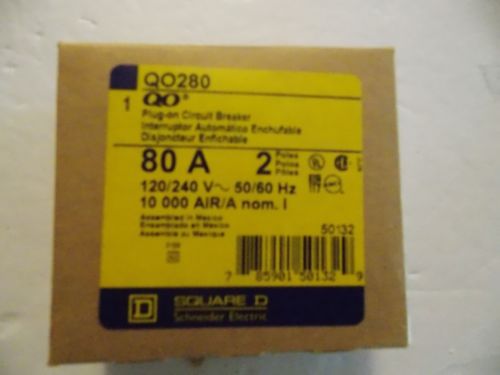 QO280
1 QO®
Plug-on Circuit Breaker
Interruptor Automático Enchufable
Disjoncteur Enfichable
80 A 2 Poles
Polos
Pôles
120/240 V~ 50/60 Hz
10 000 AIR/A nom. I
Assembled in Mexico
Ensamblado en Mexico
Assemble au Mexique
50132
7 85901 50132 9
D SQUARE D
Schneider Electric